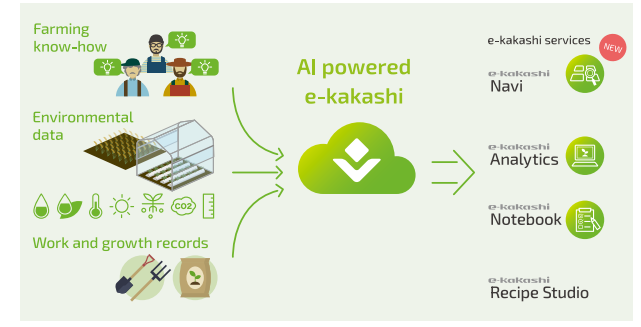 Farming
know-how
Environmental
data
CO2
Work and growth records
AI powered
e-kakashi
e-kakashi services
NEW
e-kakashi
Navi
e-kakashi
Analytics
e-kakashi
Notebook
e-kakashi
Recipe Studio